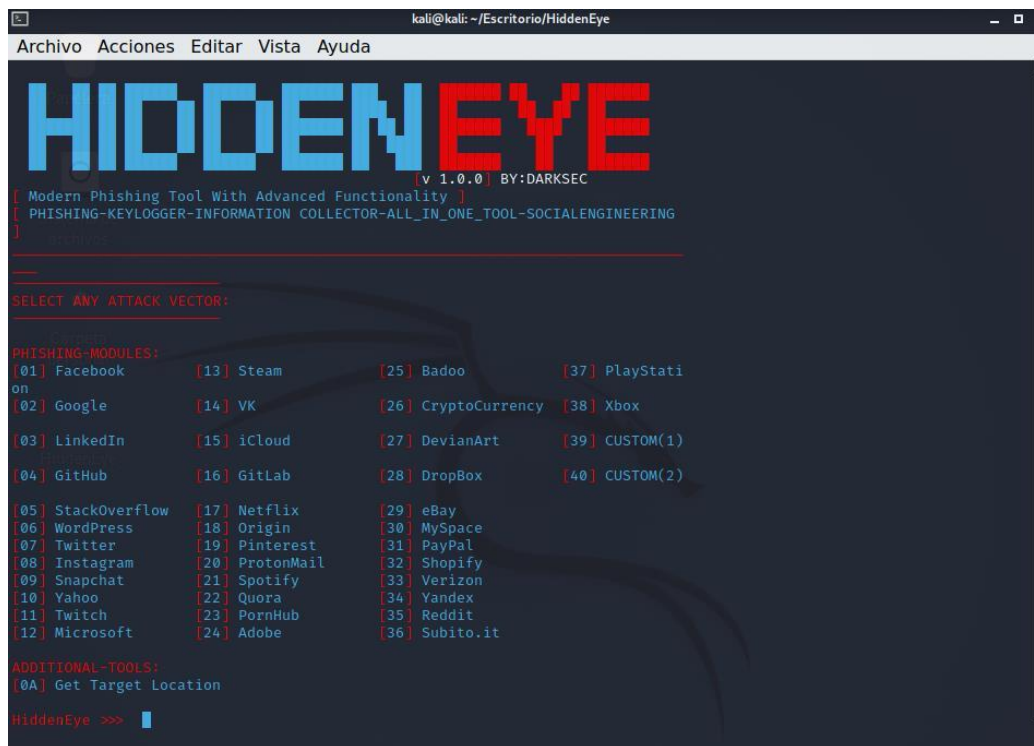 kali@kali: ~/Escritorio/HiddenEye
Archivo Acciones Editar Vista Ayuda
HIDDEN EYE
[v 1.0.0] BY:DARKSEC
[ Modern Phishing Tool With Advanced Functionality ]
[ PHISHING-KEYLOGGER-INFORMATION COLLECTOR-ALL_IN_ONE_TOOL-SOCIALENGINEERING
]
SELECT ANY ATTACK VECTOR:
PHISHING-MODULES:
[01] Facebook [13] Steam [25] Badoo [37] PlayStati
on
[02] Google [14] VK [26] CryptoCurrency [38] Xbox
[03] LinkedIn [15] iCloud [27] DevianArt [39] CUSTOM(1)
[04] GitHub [16] GitLab [28] DropBox [40] CUSTOM(2)
[05] StackOverflow [17] Netflix [29] eBay
[06] WordPress [18] Origin [30] MySpace
[07] Twitter [19] Pinterest [31] PayPal
[08] Instagram [20] ProtonMail [32] Shopify
[09] Snapchat [21] Spotify [33] Verizon
[10] Yahoo [22] Quora [34] Yandex
[11] Twitch [23] PornHub [35] Reddit
[12] Microsoft [24] Adobe [36] Subito.it
ADDITIONAL-TOOLS:
[0A] Get Target Location
HiddenEye >>>